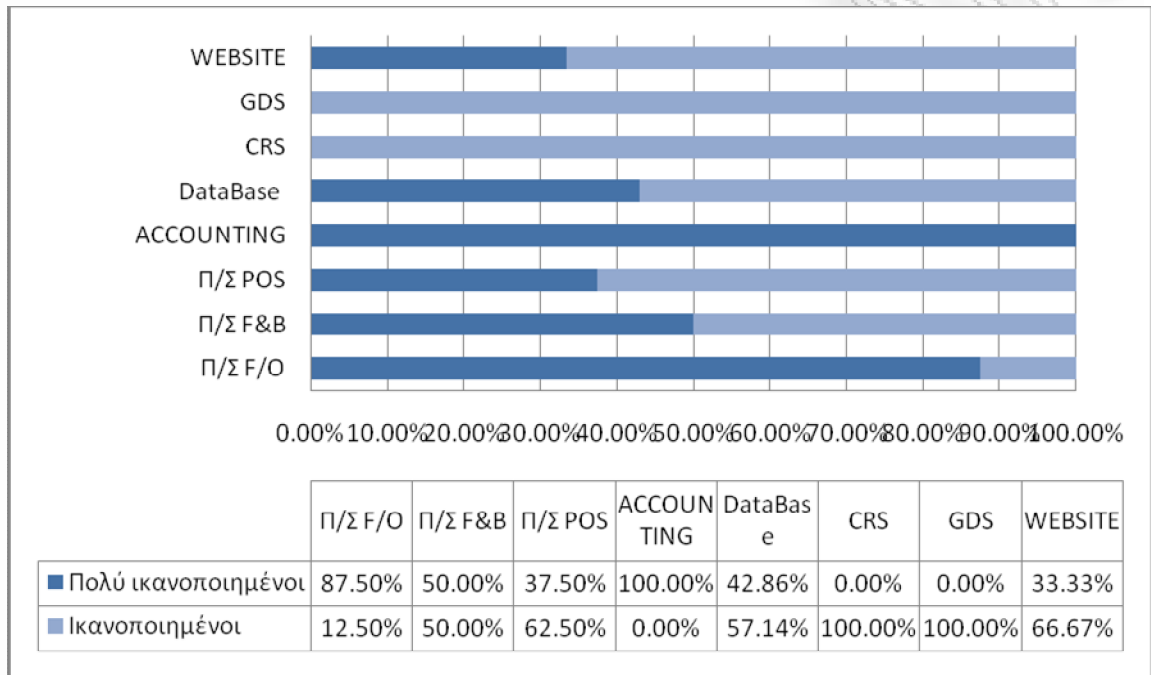 WEBSITE
GDS
CRS
DataBase
ACCOUNTING
Π/Σ POS
Π/Σ F&B
Π/Σ F/O
0.00% 10.00% 20.00% 30.00% 40.00% 50.00% 60.00% 70.00% 80.00% 90.00% 100.00%
Π/Σ F/O Π/Σ F&B Π/Σ POS ACCOUN DataBas CRS GDS WEBSITE
TING e
Πολύ ικανοποιημένοι 87.50% 50.00% 37.50% 100.00% 42.86% 0.00% 0.00% 33.33%
Ικανοποιημένοι 12.50% 50.00% 62.50% 0.00% 57.14% 100.00% 100.00% 66.67%